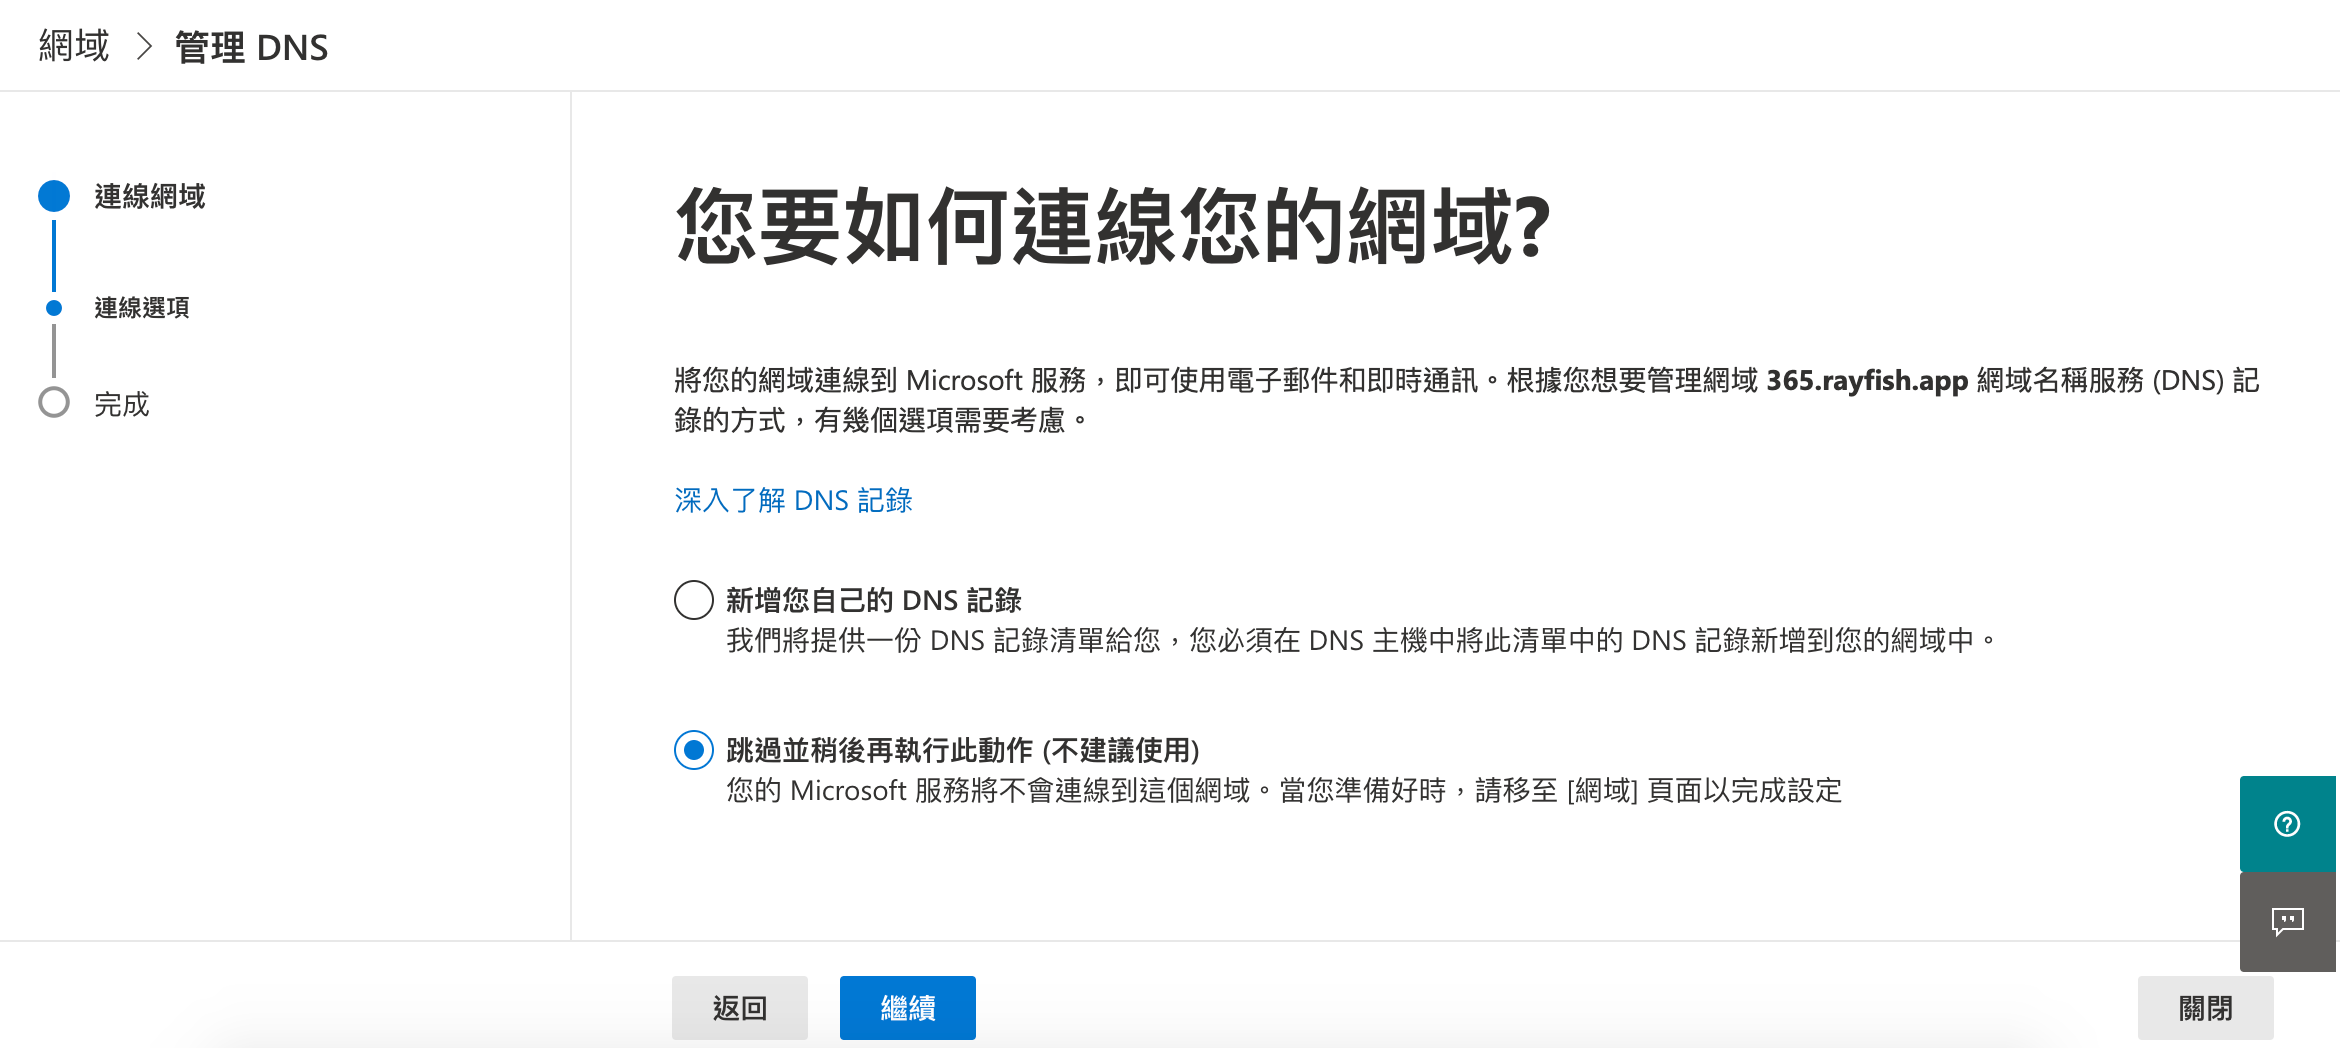 網域 > 管理 DNS
連線網域
連線選項
完成
您要如何連線您的網域?
將您的網域連線到 Microsoft 服務，即可使用電子郵件和即時通訊。根據您想要管理網域 365.rayfish.app 網域名稱服務 (DNS) 記
錄的方式，有幾個選項需要考慮。
深入了解 DNS 記錄
新增您自己的 DNS 記錄
我們將提供一份 DNS 記錄清單給您，您必須在 DNS 主機中將此清單中的 DNS 記錄新增到您的網域中。
跳過並稍後再執行此動作 (不建議使用)
您的 Microsoft 服務將不會連線到這個網域。當您準備好時，請移至 [網域] 頁面以完成設定
返回
繼續
關閉